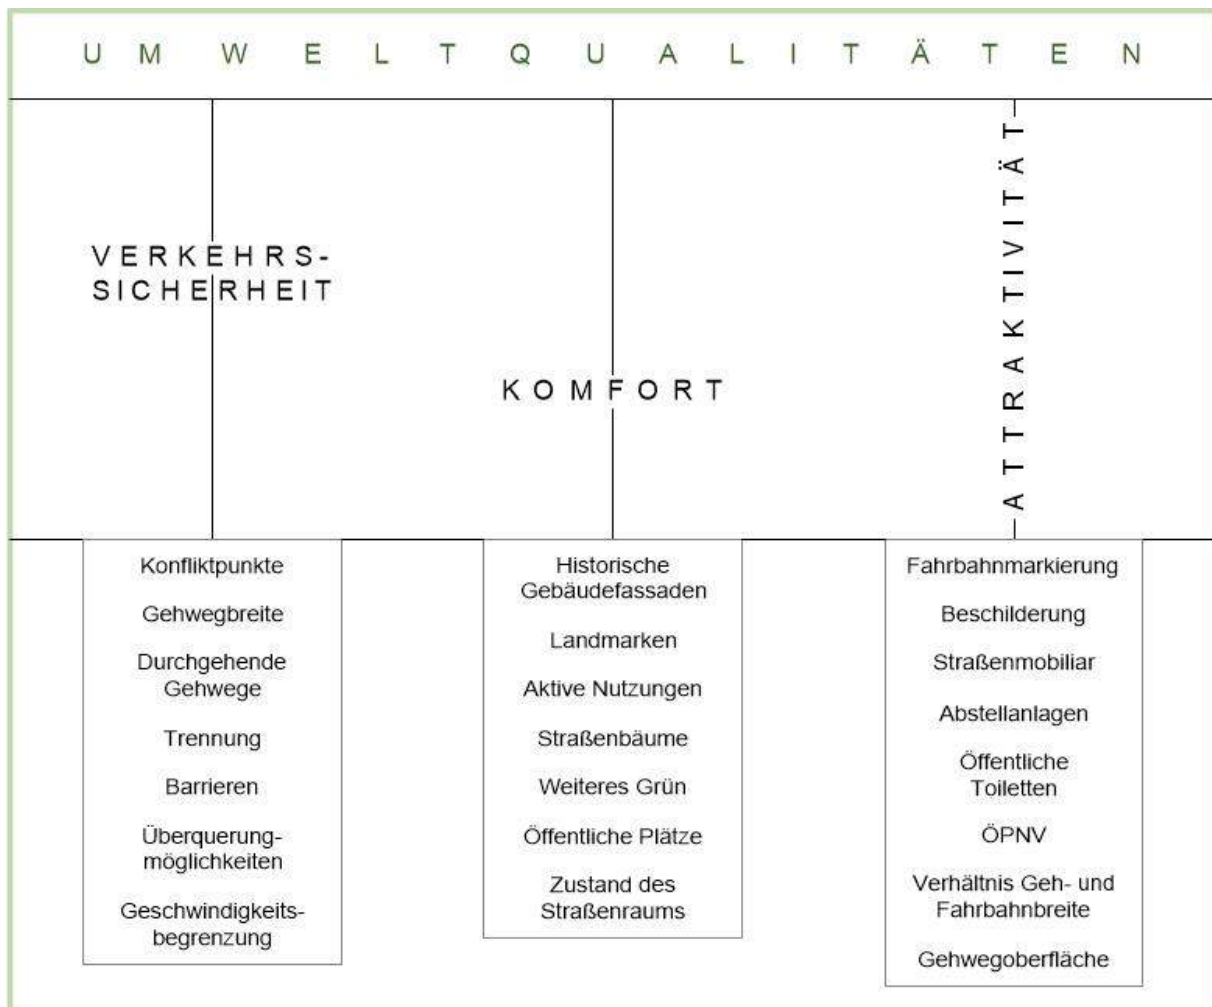 UMWELTQUALITÄTEN
VERKEHRS-
SICHERHEIT
KOMFORT
ATTRAKTIVITÄT
Konfliktpunkte
Gehwegbreite
Durchgehende
Gehwege
Trennung
Barrieren
Überquerung-
möglichkeiten
Geschwindigkeits-
begrenzung
Historische
Gebäudefassaden
Landmarken
Aktive Nutzungen
Straßenbäume
Weiteres Grün
Öffentliche Plätze
Zustand des
Straßenraums
Fahrbahnmarkierung
Beschilderung
Straßenmobiliar
Abstellanlagen
Öffentliche
Toiletten
ÖPNV
Verhältnis Geh- und
Fahrbahnbreite
Gehwegoberfläche